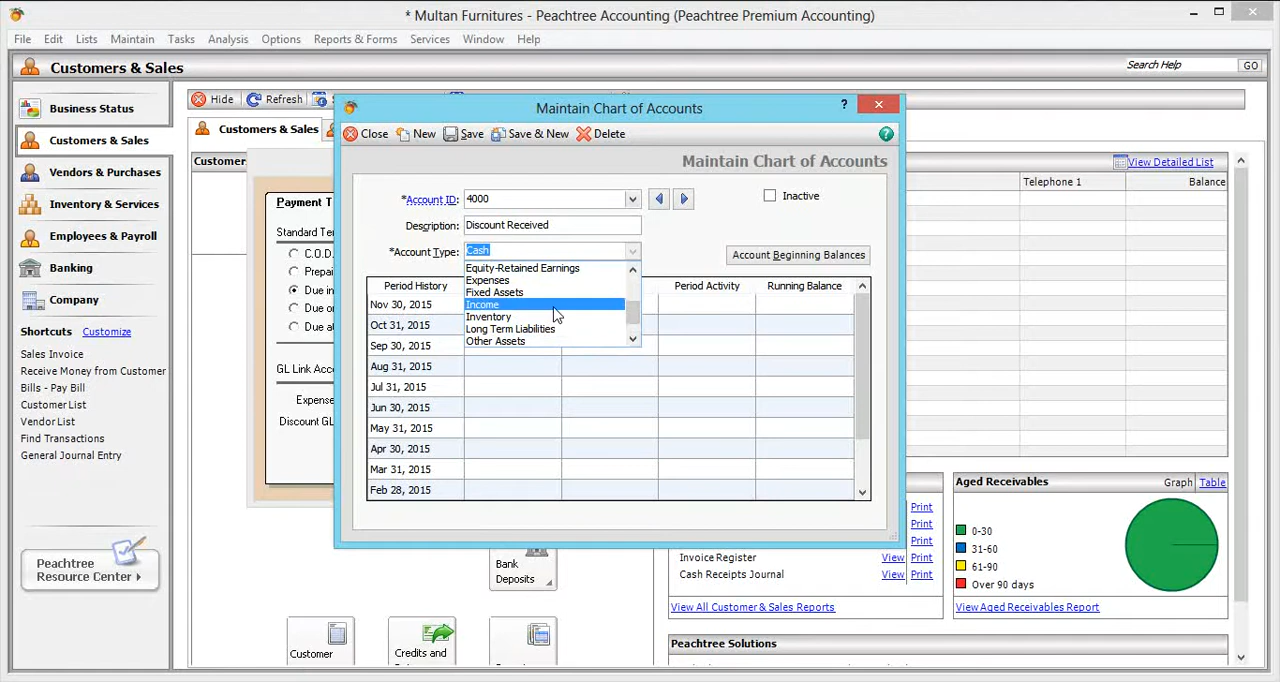 * Multan Furnitures - Peachtree Accounting (Peachtree Premium Accounting)
File Edit Lists Maintain Tasks Analysis Options Reports & Forms Services Window Help
Customers & Sales
Search Help
GO
Business Status
Customers & Sales
Vendors & Purchases
Inventory & Services
Employees & Payroll
Banking
Company
Shortcuts Customize
Sales Invoice
Receive Money from Customer
Bills - Pay Bill
Customer List
Vendor List
Find Transactions
General Journal Entry
Peachtree
Resource Center
Hide Refresh
Customers & Sales
Customer
Payment T
Standard Ter
C.O.D.
Prepai
Due in
Due o
Due at
GL Link Acc
Expense
Discount GL
Maintain Chart of Accounts
?
Close New Save Save & New Delete
Maintain Chart of Accounts
*Account ID: 4000
Inactive
Description: Discount Received
*Account Type: Cash
Account Beginning Balances
Equity-Retained Earnings
Expenses
Fixed Assets
Income
Inventory
Long Term Liabilities
Other Assets
Period History Period Activity Running Balance
Nov 30, 2015
Oct 31, 2015
Sep 30, 2015
Aug 31, 2015
Jul 31, 2015
Jun 30, 2015
May 31, 2015
Apr 30, 2015
Mar 31, 2015
Feb 28, 2015
View Detailed List
Telephone 1 Balance
Print
Print
Print
Invoice Register View Print
Cash Receipts Journal View Print
View All Customer & Sales Reports
Aged Receivables Graph Table
0-30
31-60
61-90
Over 90 days
View Aged Receivables Report
Peachtree Solutions
Bank
Deposits
Customer
Credits and